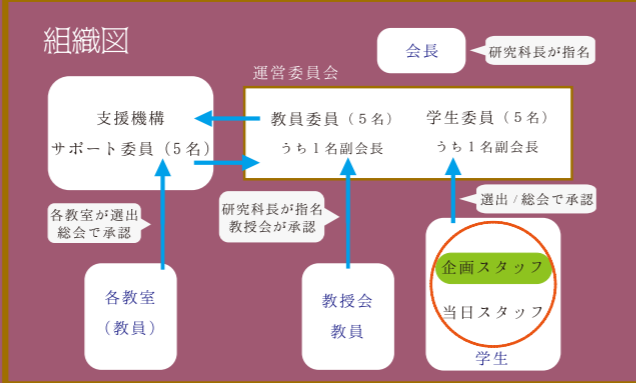 組織図
会長
研究科長が指名
運営委員会
支援機構
サポート委員（５名）
教員委員（５名）
うち１名副会長
学生委員（５名）
うち１名副会長
各教室が選出
総会で承認
研究科長が指名
教授会が承認
選出/総会で承認
各教室
（教員）
教授会
教員
企画スタッフ
当日スタッフ
学生